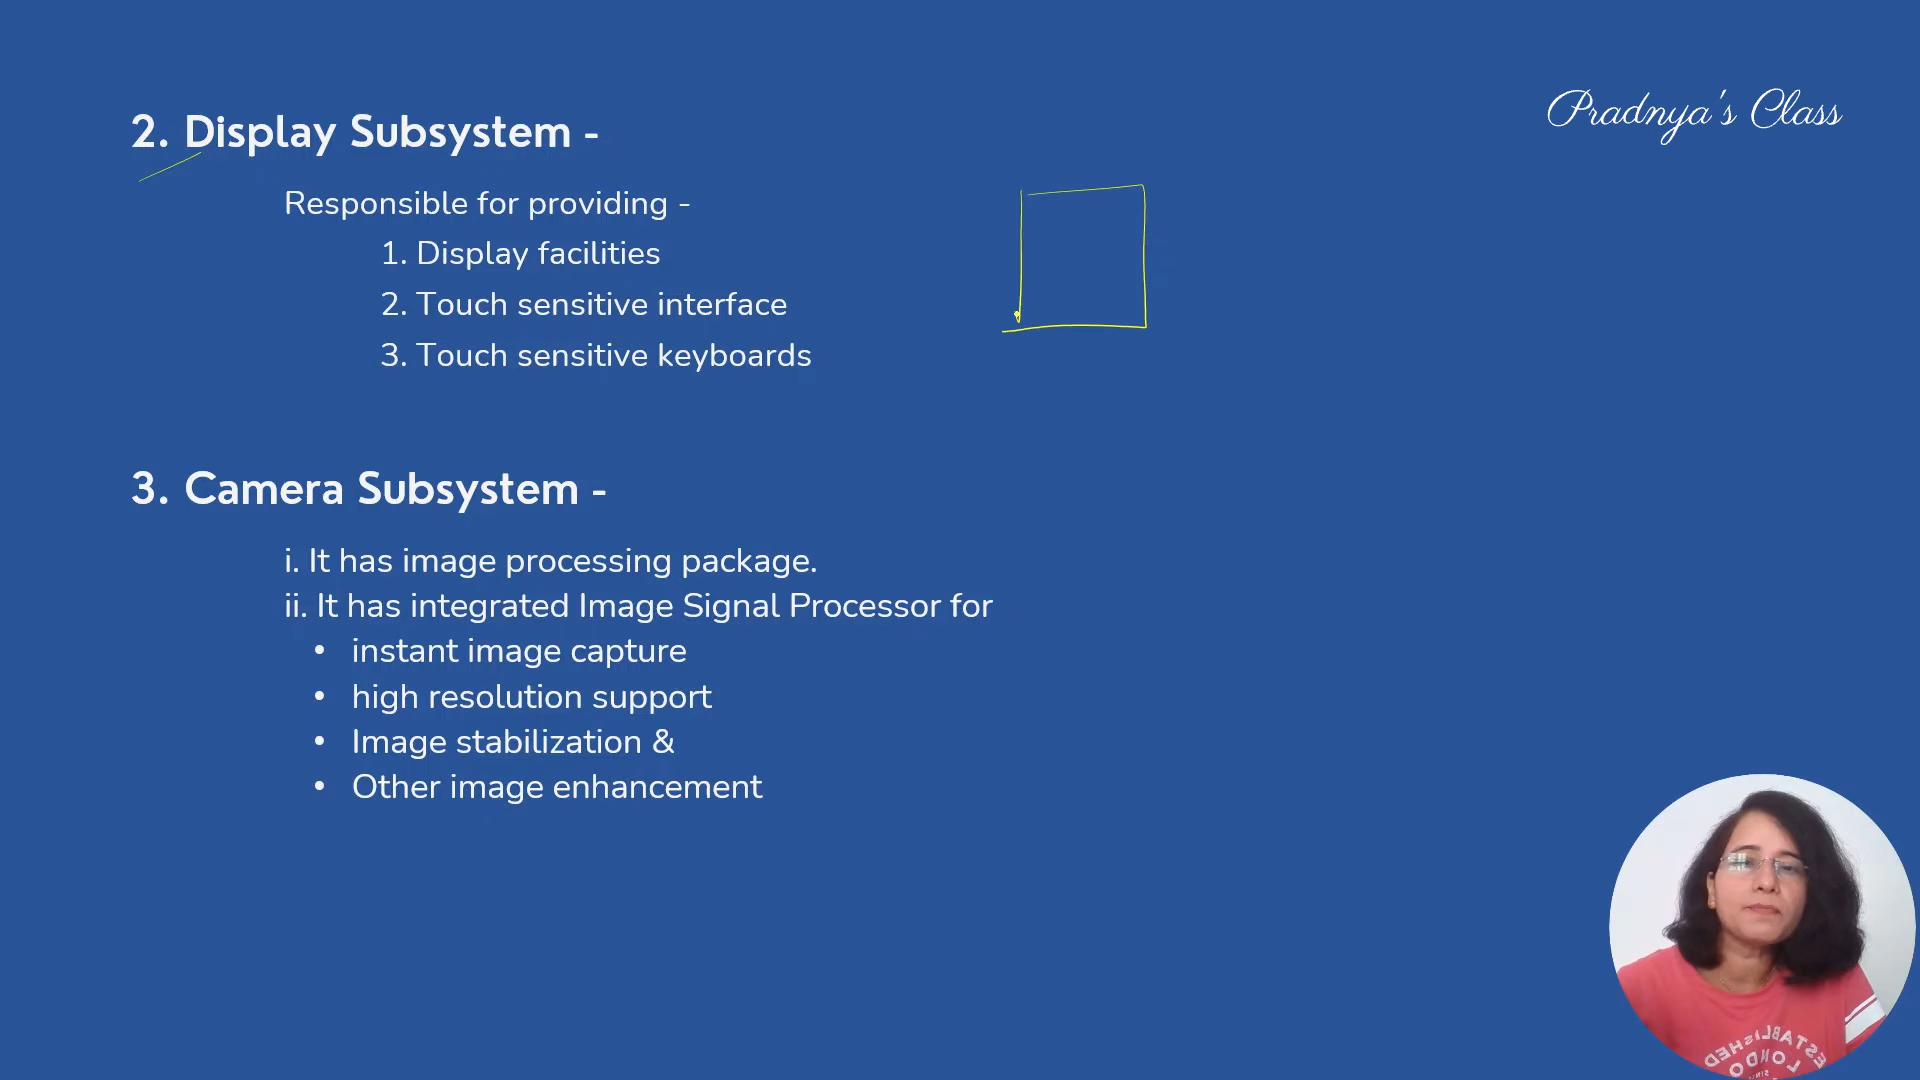 Pradnya's Class
2. Display Subsystem -
Responsible for providing -
1. Display facilities
2. Touch sensitive interface
3. Touch sensitive keyboards
3. Camera Subsystem -
i. It has image processing package.
ii. It has integrated Image Signal Processor for
• instant image capture
• high resolution support
• Image stabilization &
• Other image enhancement
ESTABLISHED
LONDO